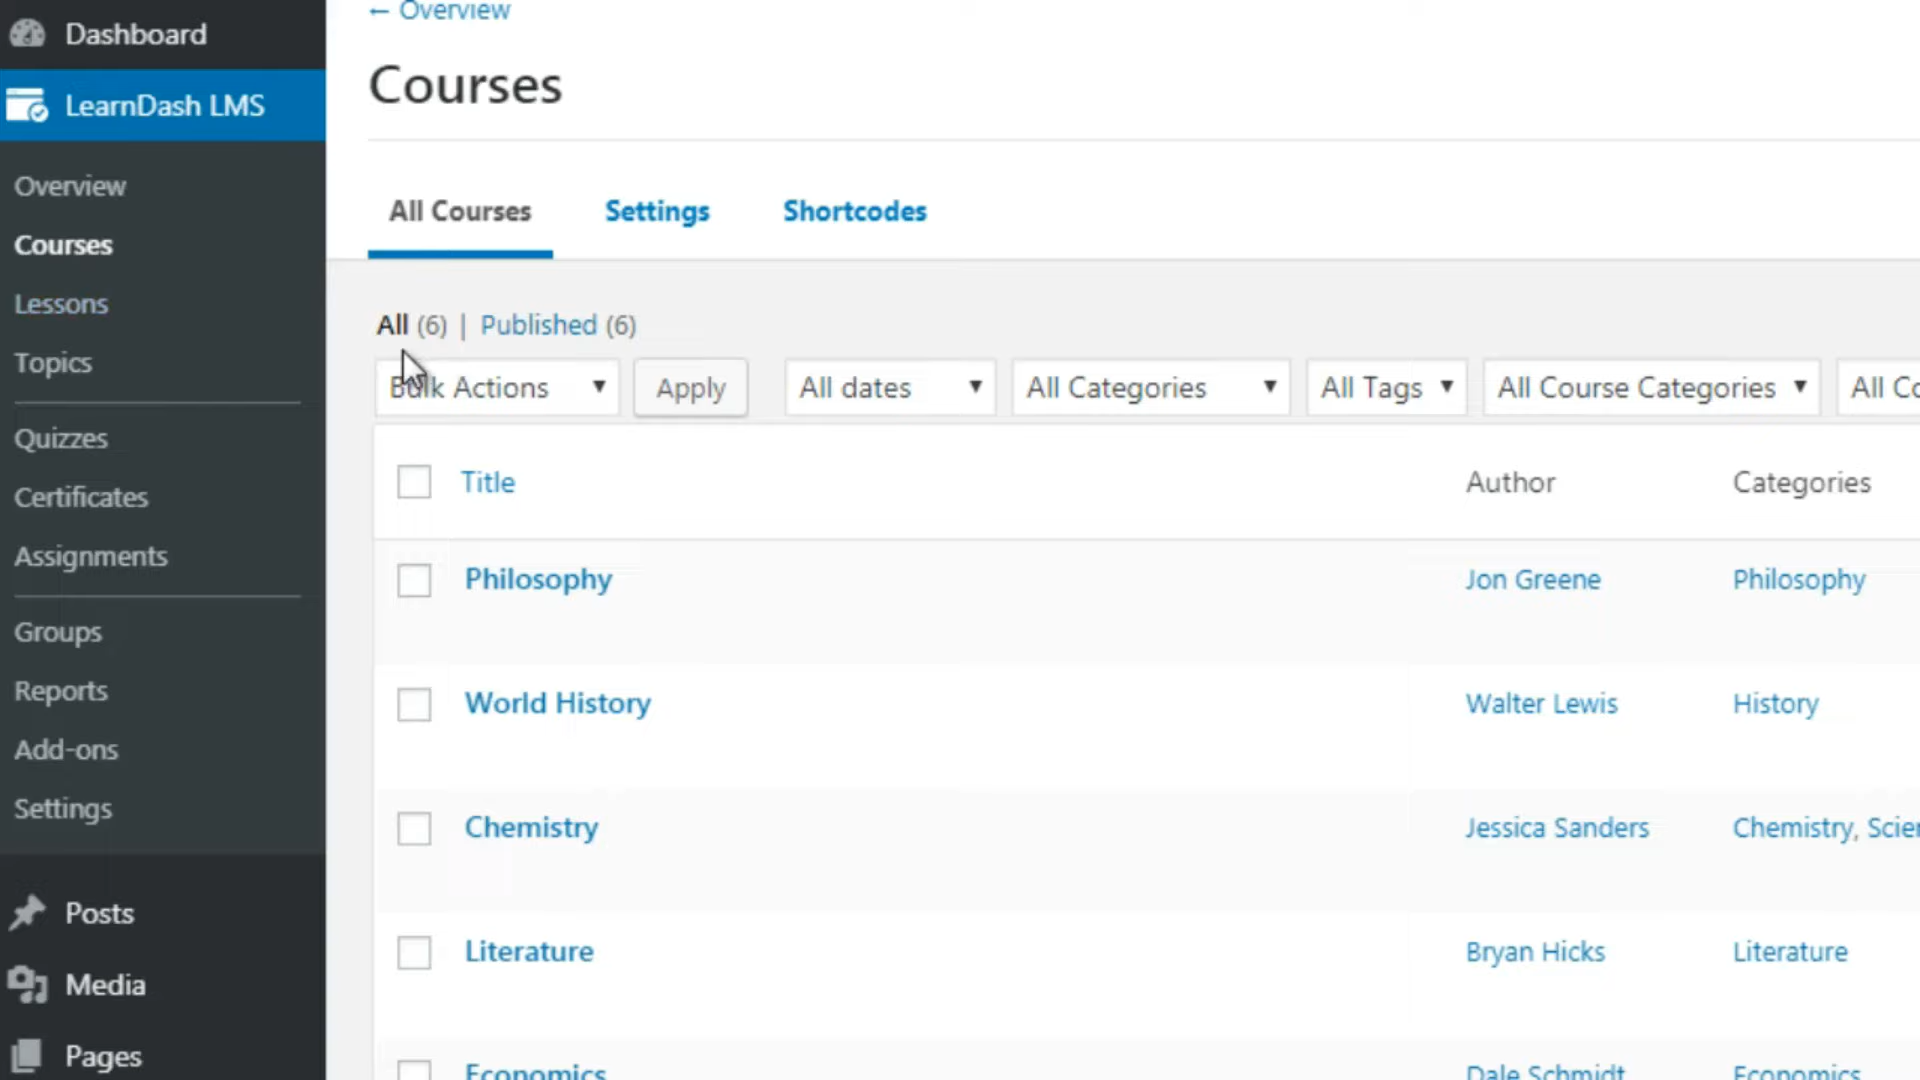 Dashboard
LearnDash LMS
Overview
Courses
Lessons
Topics
Quizzes
Certificates
Assignments
Groups
Reports
Add-ons
Settings
Posts
Media
Pages
← Overview
Courses
All Courses Settings Shortcodes
All (6) | Published (6)
Bulk Actions Apply All dates All Categories All Tags All Course Categories All
Title Author Categories
Philosophy Jon Greene Philosophy
World History Walter Lewis History
Chemistry Jessica Sanders Chemistry,
Literature Bryan Hicks Literature
Economics Dale Schmidt Economics